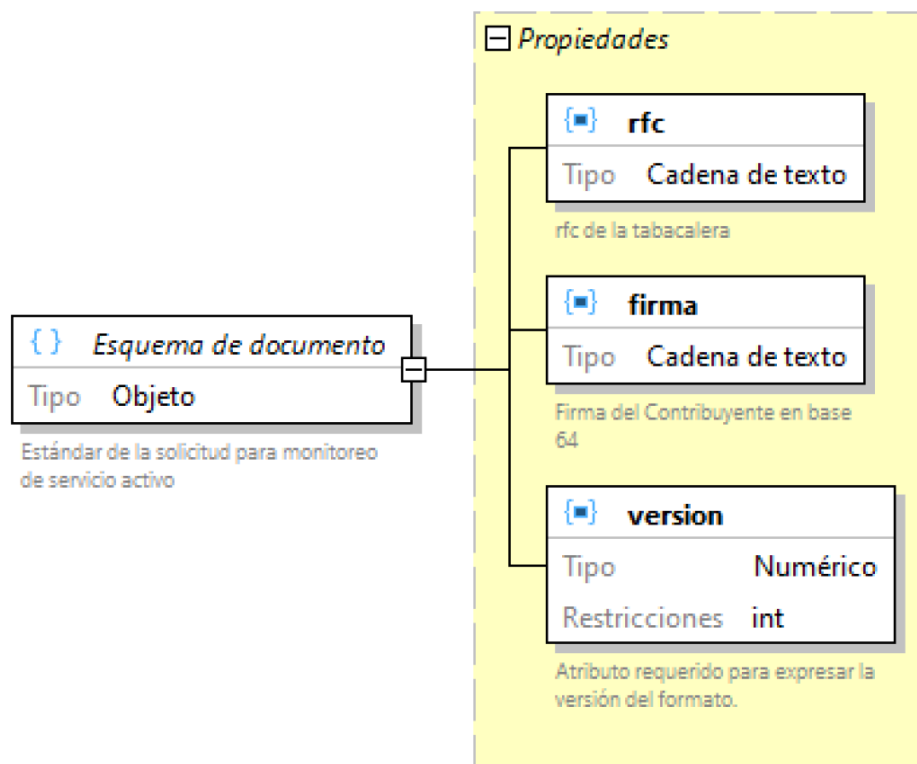 Propiedades
rfc
Tipo Cadena de texto
rfc de la tabacalera
firma
Tipo Cadena de texto
Firma del Contribuyente en base
64
Esquema de documento
Tipo Objeto
Estándar de la solicitud para monitoreo
de servicio activo
version
Tipo Numérico
Restricciones int
Atributo requerido para expresar la
versión del formato.